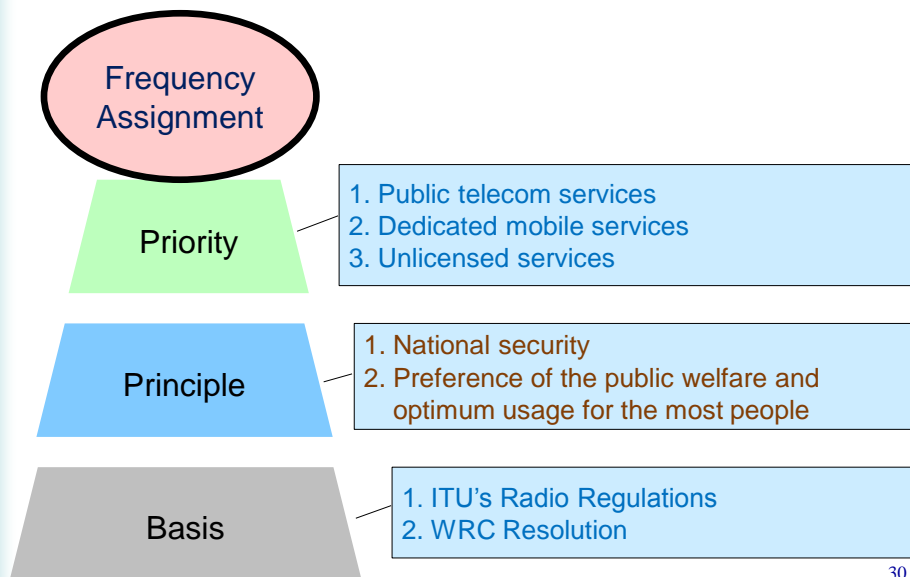 Frequency
Assignment
Priority
1. Public telecom services
2. Dedicated mobile services
3. Unlicensed services
Principle
1. National security
2. Preference of the public welfare and
optimum usage for the most people
Basis
1. ITU's Radio Regulations
2. WRC Resolution
30